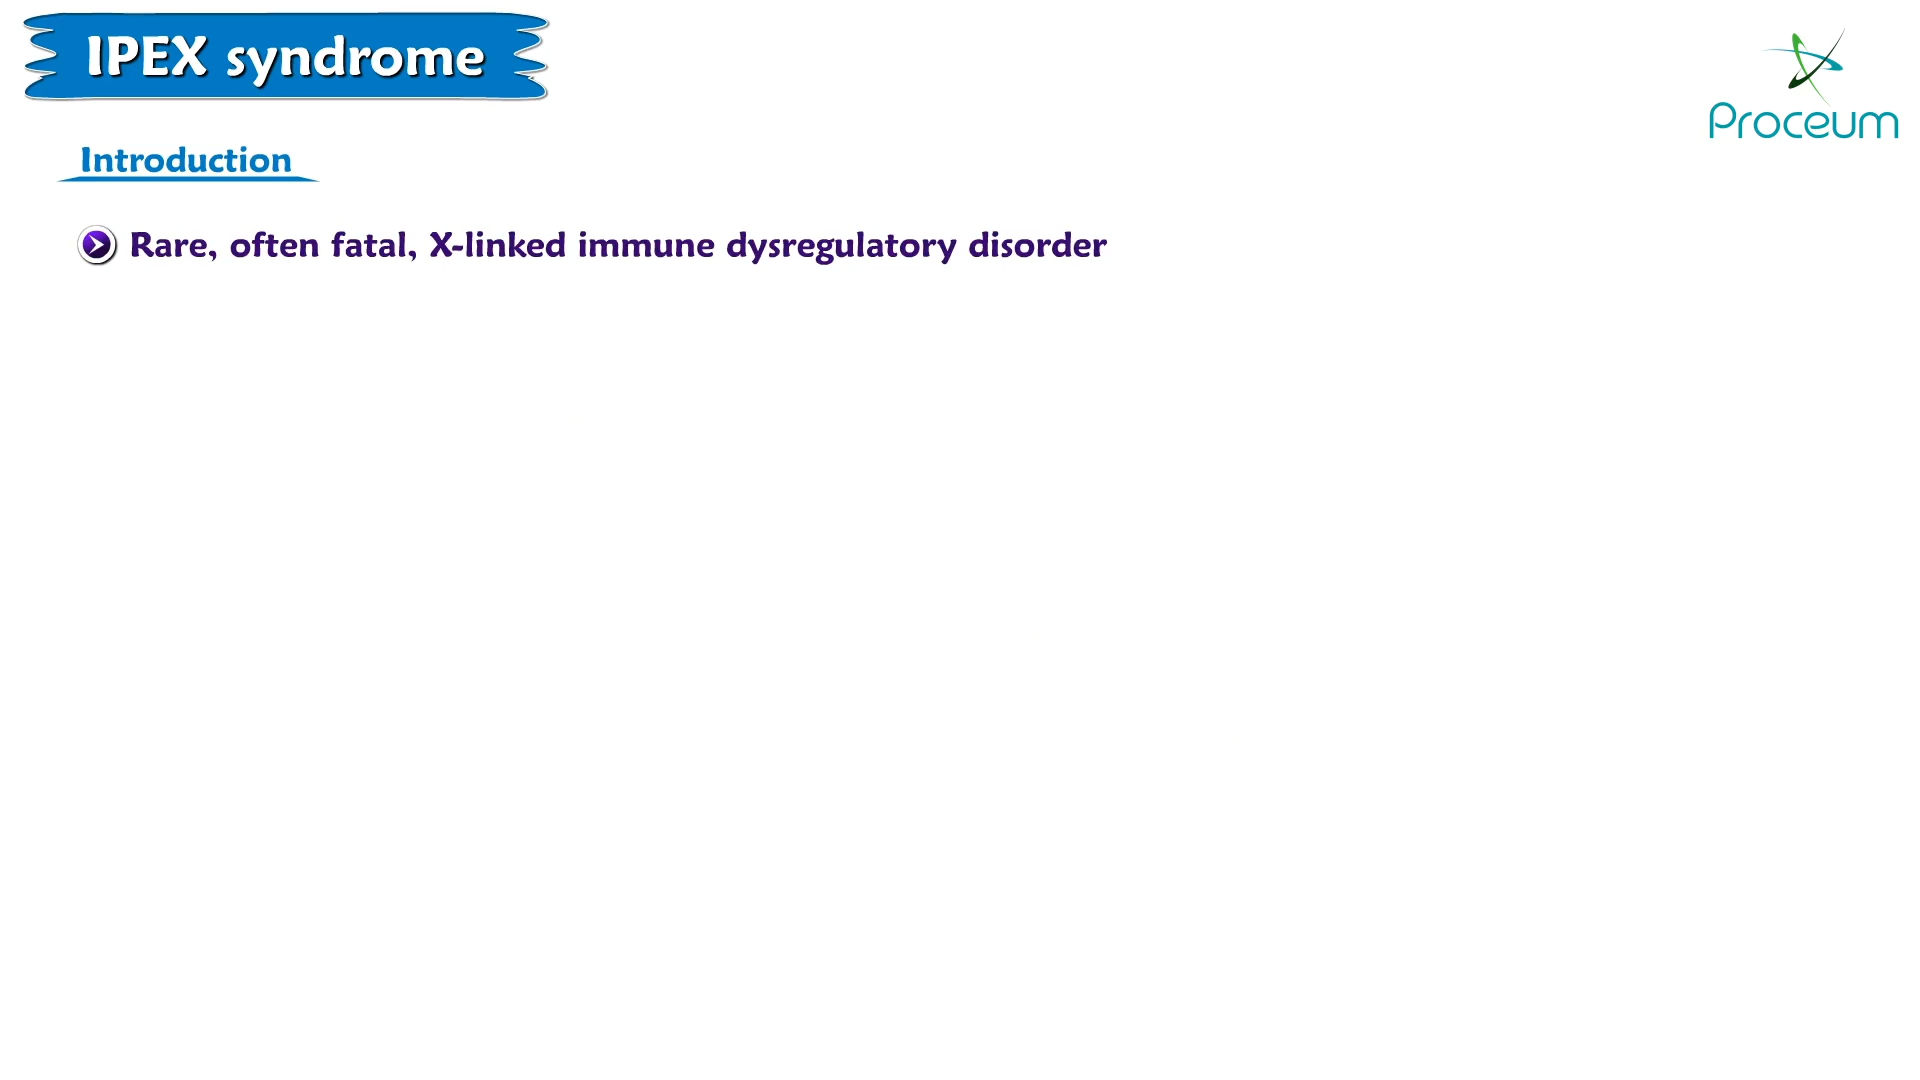 IPEX syndrome
Proceum
Introduction
Rare, often fatal, X-linked immune dysregulatory disorder